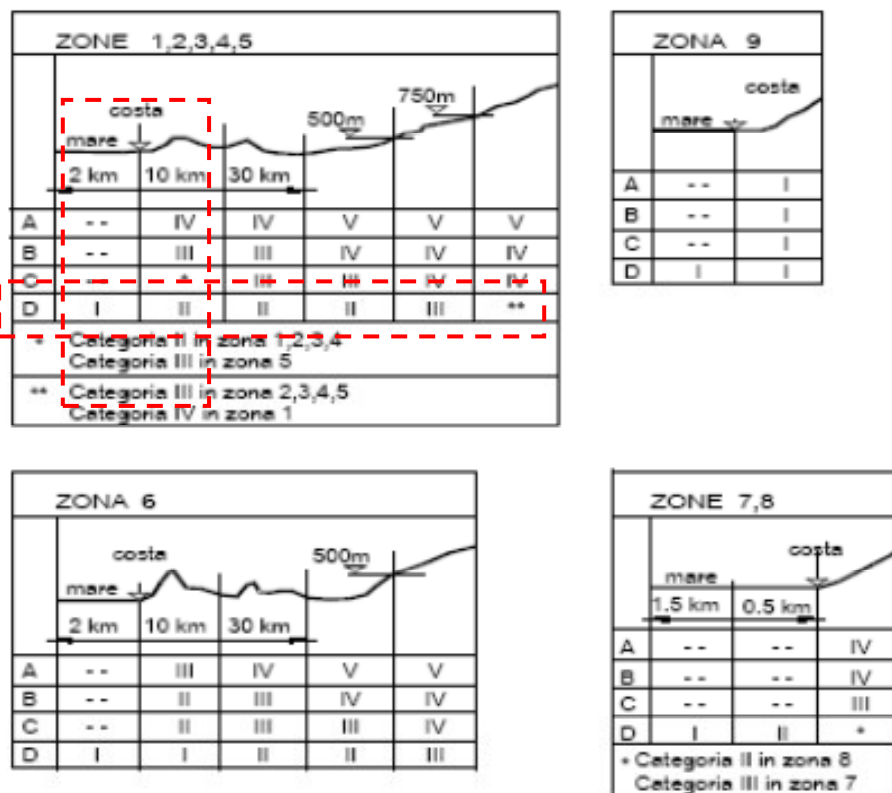 ZONE 1,2,3,4,5
costa
mare
500m
750m
2 km 10 km 30 km
A -- IV IV V V V
B -- III III IV IV IV
C -- * III III IV IV
D I II II II III **
* Categoria II in zona 1,2,3,4
Categoria III in zona 5
** Categoria III in zona 2,3,4,5
Categoria IV in zona 1
ZONA 9
costa
mare
A -- I
B -- I
C -- I
D I I
ZONA 6
costa
mare
500m
2 km 10 km 30 km
A -- III IV V V
B -- II III IV IV
C -- II III III IV
D I I II II III
ZONE 7,8
costa
mare
1.5 km 0.5 km
A -- -- IV
B -- -- IV
C -- -- III
D I II *
* Categoria II in zona 8
Categoria III in zona 7